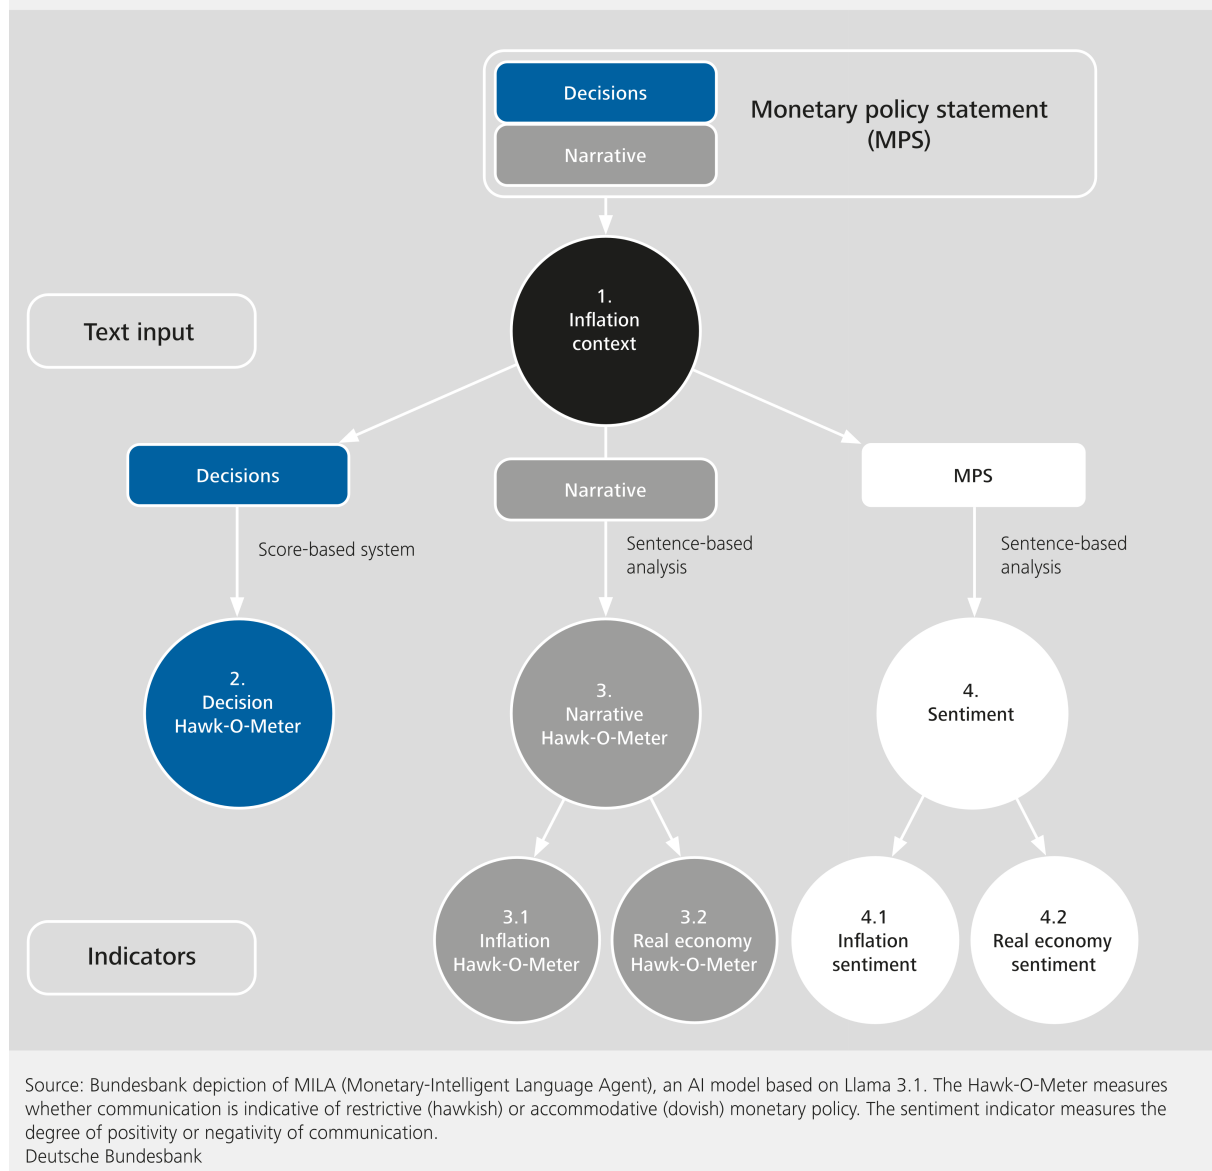 Decisions
Narrative
Monetary policy statement
(MPS)
1.
Inflation
context
Text input
Decisions
Narrative
MPS
Score-based system
Sentence-based
analysis
Sentence-based
analysis
2.
Decision
Hawk-O-Meter
3.
Narrative
Hawk-O-Meter
4.
Sentiment
Indicators
3.1
Inflation
Hawk-O-Meter
3.2
Real economy
Hawk-O-Meter
4.1
Inflation
sentiment
4.2
Real economy
sentiment
Source: Bundesbank depiction of MILA (Monetary-Intelligent Language Agent), an AI model based on Llama 3.1. The Hawk-O-Meter measures
whether communication is indicative of restrictive (hawkish) or accommodative (dovish) monetary policy. The sentiment indicator measures the
degree of positivity or negativity of communication.
Deutsche Bundesbank